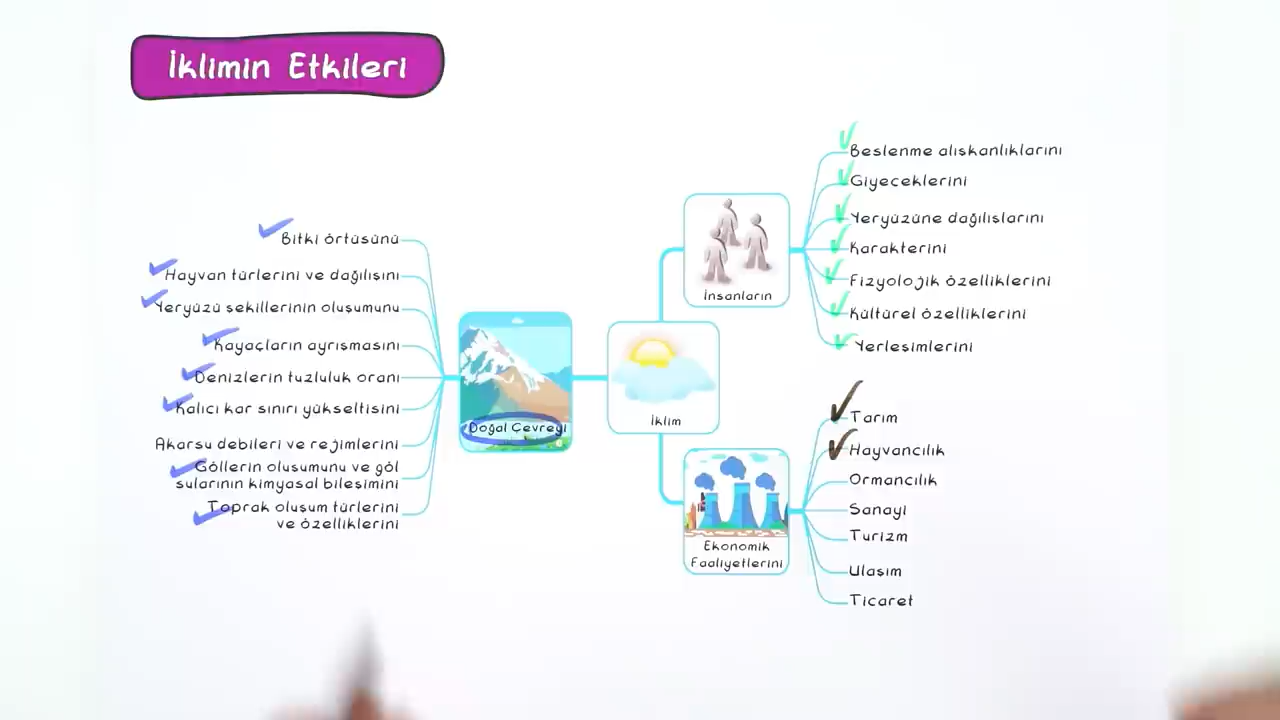 İklimin Etkileri
Bitki örtüsünü
Hayvan türlerini ve dağılışını
Yeryüzü şekillerinin oluşumunu
Kayaçların ayrışmasını
Denizlerin tuzluluk oranı
Kalıcı kar sınırı yükseltisini
Akarsu debileri ve rejimlerini
Göllerin oluşumunu ve göl
sularının kimyasal bileşimini
Toprak oluşum türlerini
ve özelliklerini
Doğal Çevreyi
İklim
İnsanların
Beslenme alışkanlıklarını
Giyeceklerini
Yeryüzüne dağılışlarını
Karakterini
Fizyolojik özelliklerini
Kültürel özelliklerini
Yerleşimlerini
Ekonomik
Faaliyetlerini
Tarım
Hayvancılık
Ormancılık
Sanayi
Turizm
Ulaşım
Ticaret